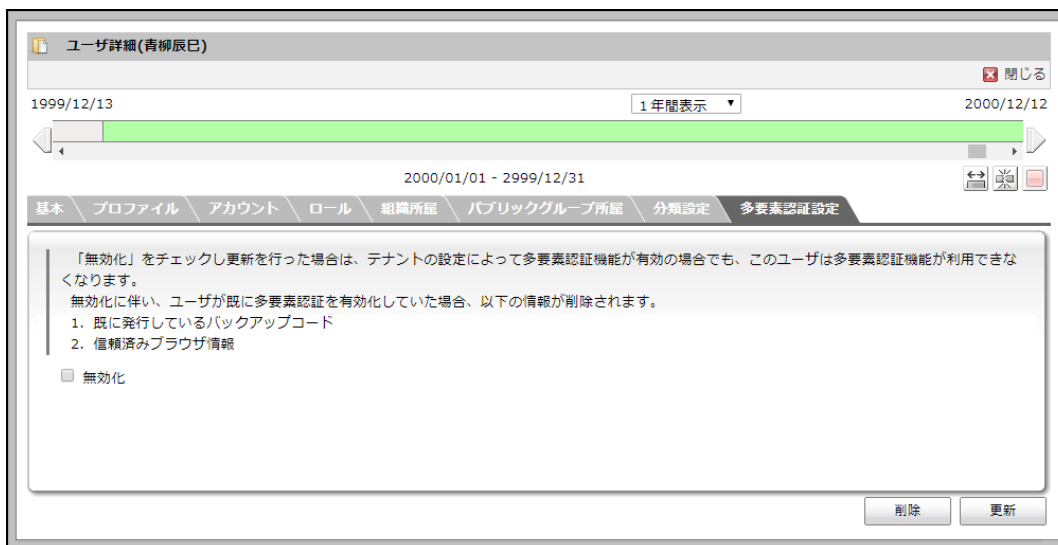 ユーザ詳細(青柳辰巳)
閉じる
1999/12/13 1年間表示 2000/12/12
2000/01/01 - 2999/12/31
基本 プロファイル アカウント ロール 組織所属 パブリックグループ所属 分類設定 多要素認証設定
「無効化」をチェックし更新を行った場合は、テナントの設定によって多要素認証機能が有効の場合でも、このユーザは多要素認証機能が利用できな
くなります。
無効化に伴い、ユーザが既に多要素認証を有効化していた場合、以下の情報が削除されます。
1. 既に発行しているバックアップコード
2. 信頼済みブラウザ情報
無効化
削除 更新